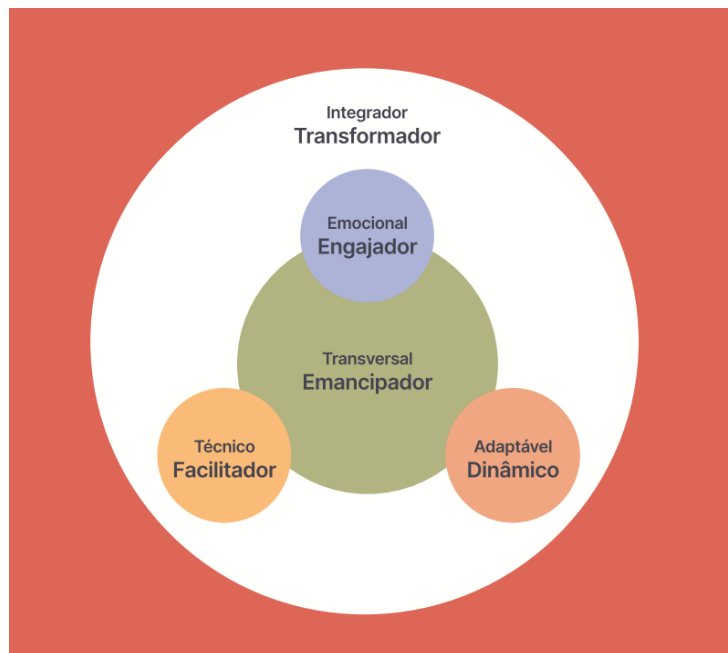 Integrador
Transformador
Emocional
Engajador
Transversal
Emancipador
Técnico
Facilitador
Adaptável
Dinâmico